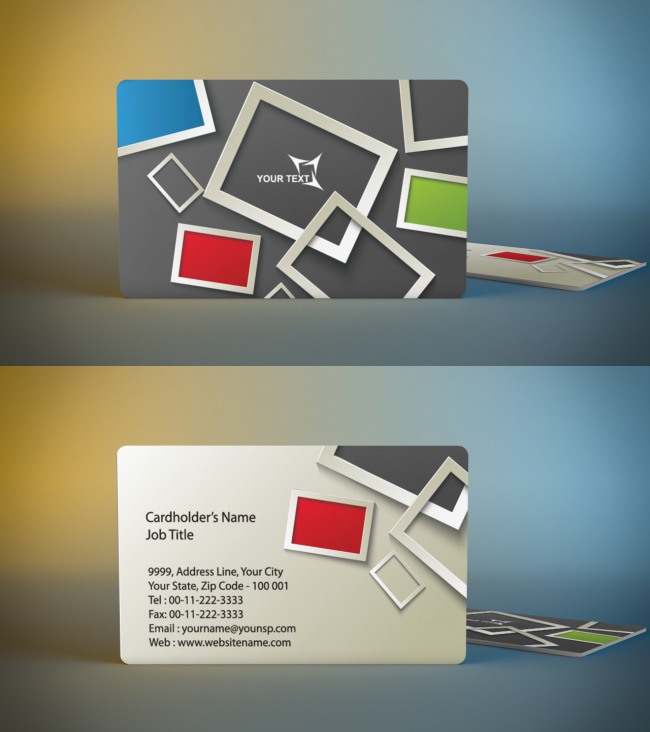 YOUR TEXT
Cardholder's Name
Job Title
9999, Address Line, Your City
Your State, Zip Code - 100 001
Tel : 00-11-222-3333
Fax: 00-11-222-3333
Email : yourname@younsp.com
Web : www.websitename.com